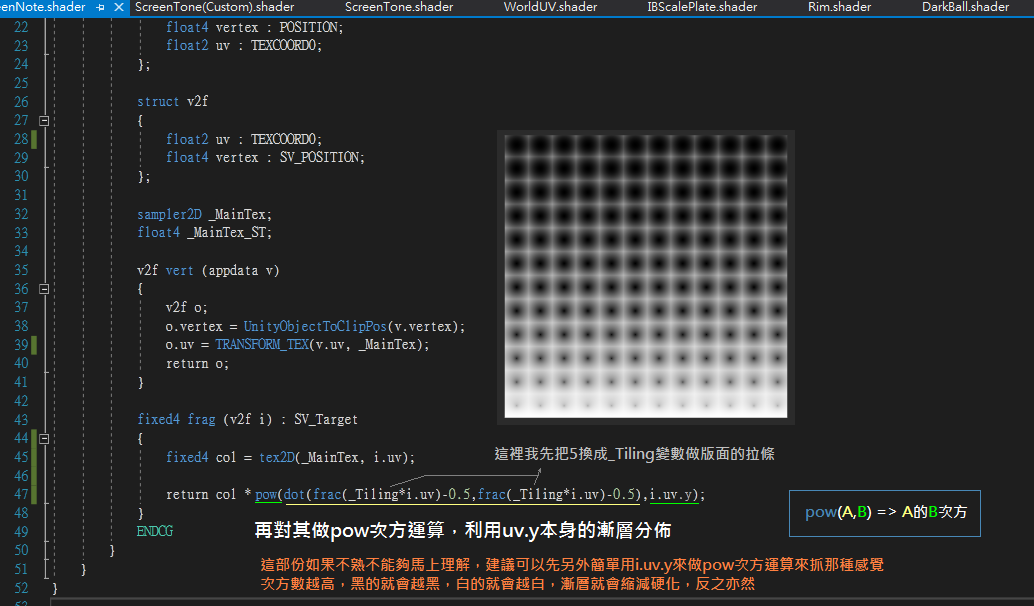 enNote.shader ScreenTone(Custom).shader ScreenTone.shader WorldUV.shader IBScalePlate.shader Rim.shader DarkBall.shader
22 float4 vertex : POSITION;
23 float2 uv : TEXCOORD0;
24 };
25
26 struct v2f
27 {
28 float2 uv : TEXCOORD0;
29 float4 vertex : SV_POSITION;
30 };
31
32 sampler2D _MainTex;
33 float4 _MainTex_ST;
34
35 v2f vert (appdata v)
36 {
37 v2f o;
38 o.vertex = UnityObjectToClipPos(v.vertex);
39 o.uv = TRANSFORM_TEX(v.uv, _MainTex);
40 return o;
41 }
42
43 fixed4 frag (v2f i) : SV_Target
44 {
45 fixed4 col = tex2D(_MainTex, i.uv);
46
這裡我先把5換成_Tiling變數做版面的拉條
47 return col * pow(dot(frac(_Tiling*i.uv)-0.5,frac(_Tiling*i.uv)-0.5),i.uv.y);
48 }
49 ENDCG
再對其做pow次方運算，利用uv.y本身的漸層分佈
pow(A,B) => A的B次方
50 }
51 }
52 }
這部份如果不熟不能夠馬上理解，建議可以先另外簡單用i.uv.y來做pow次方運算來抓那種感覺
次方數越高，黑的就會越黑，白的就會越白，漸層就會縮減硬化，反之亦然
53